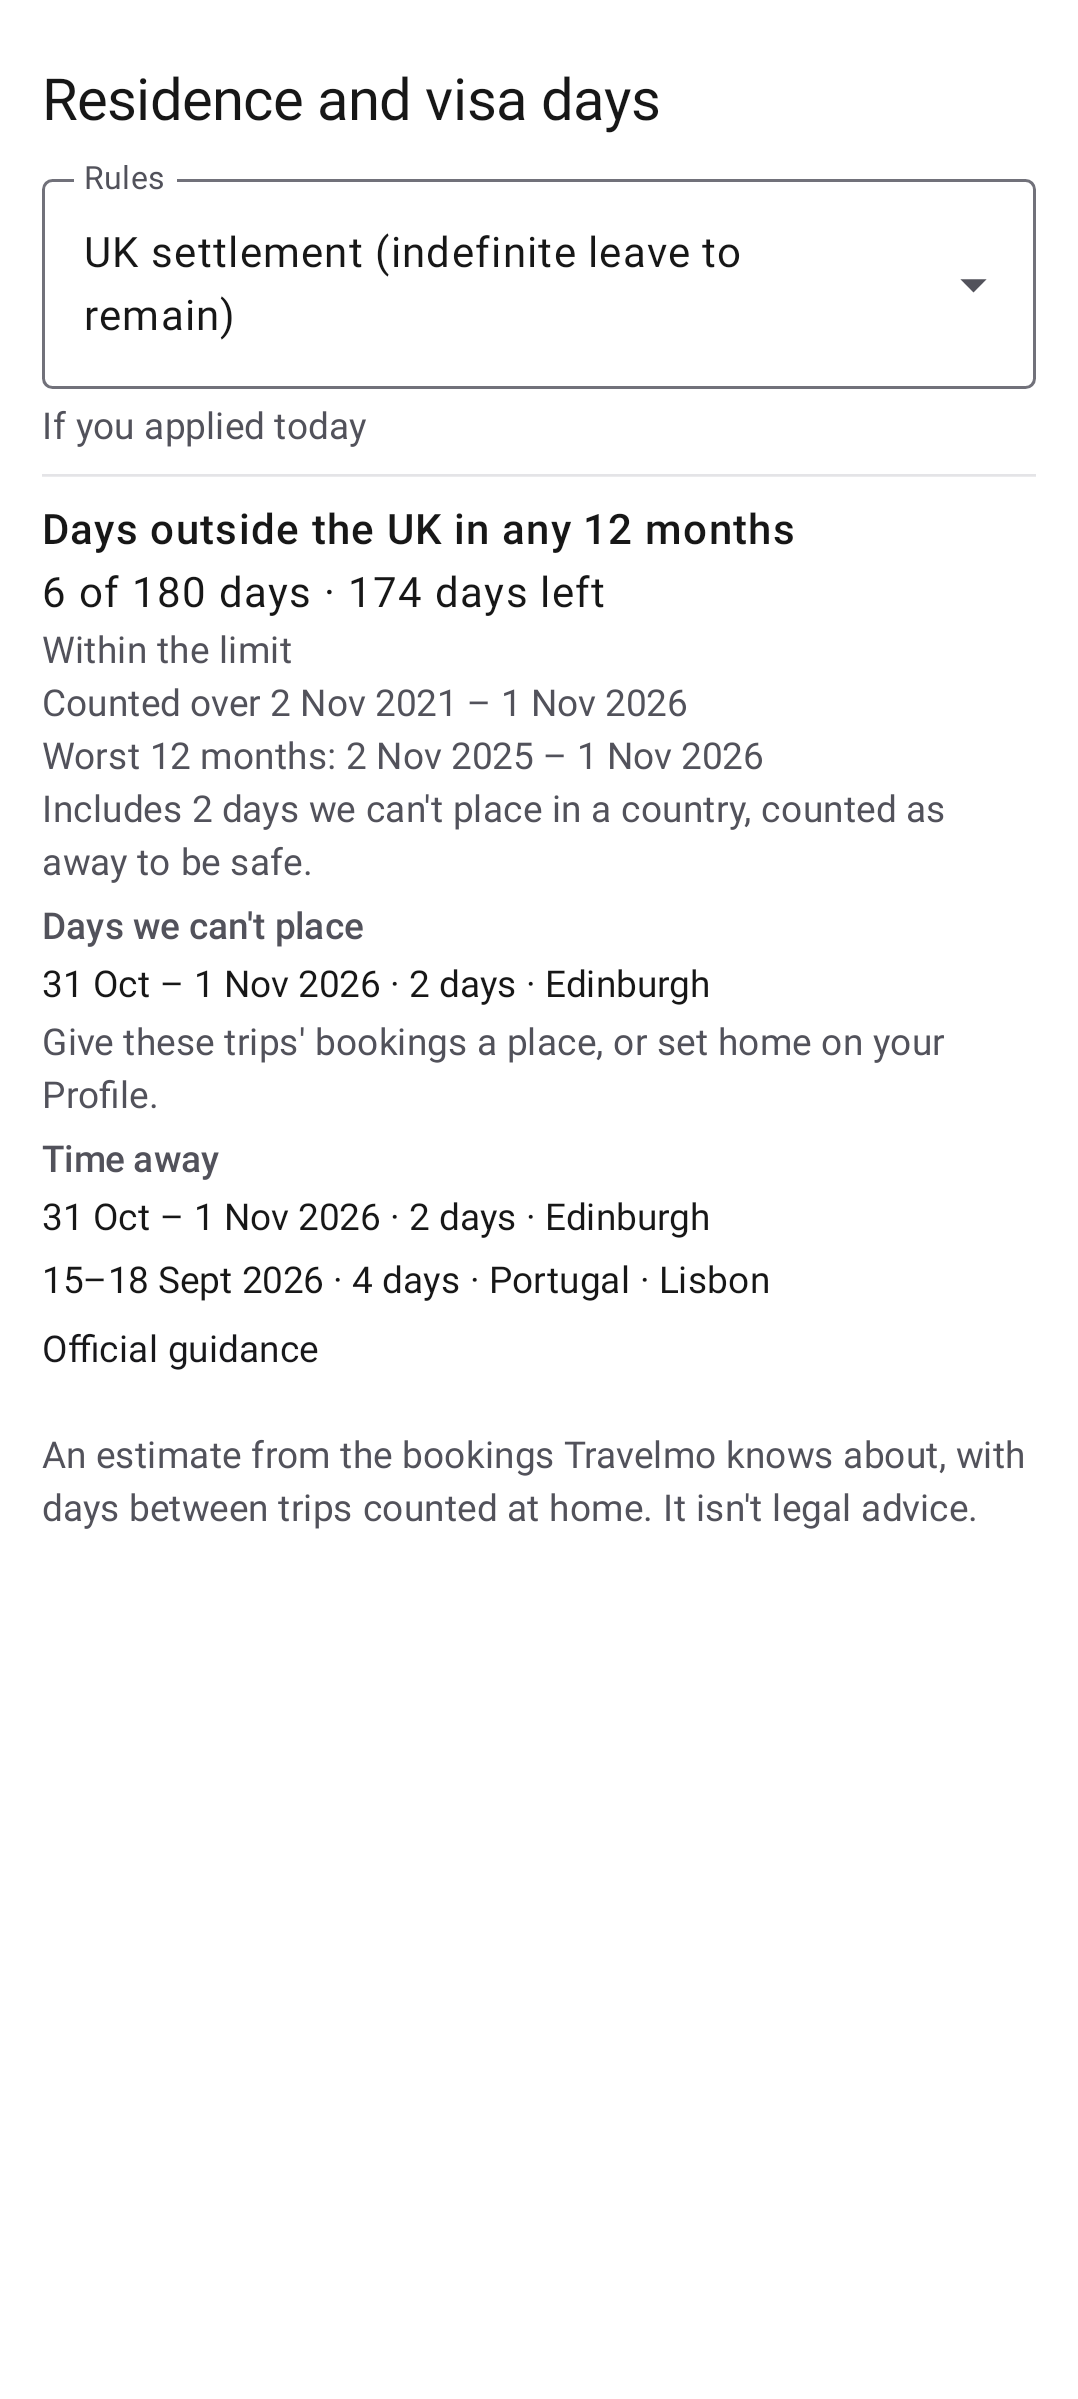 Residence and visa days
Rules
UK settlement (indefinite leave to
remain)
If you applied today
Days outside the UK in any 12 months
6 of 180 days · 174 days left
Within the limit
Counted over 2 Nov 2021 – 1 Nov 2026
Worst 12 months: 2 Nov 2025 – 1 Nov 2026
Includes 2 days we can't place in a country, counted as
away to be safe.
Days we can't place
31 Oct – 1 Nov 2026 · 2 days · Edinburgh
Give these trips' bookings a place, or set home on your
Profile.
Time away
31 Oct – 1 Nov 2026 · 2 days · Edinburgh
15–18 Sept 2026 · 4 days · Portugal · Lisbon
Official guidance
An estimate from the bookings Travelmo knows about, with
days between trips counted at home. It isn't legal advice.